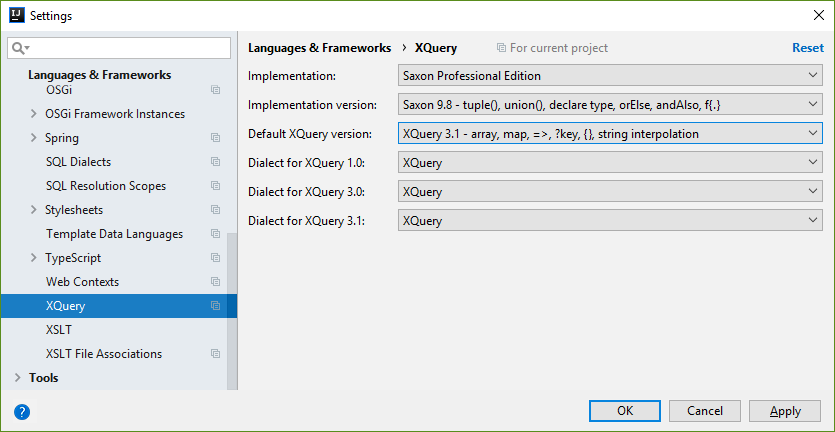 IJ Settings
Languages & Frameworks
OSGi
OSGi Framework Instances
Spring
SQL Dialects
SQL Resolution Scopes
Stylesheets
Template Data Languages
TypeScript
Web Contexts
XQuery
XSLT
XSLT File Associations
Tools
Languages & Frameworks › XQuery For current project Reset
Implementation: Saxon Professional Edition
Implementation version: Saxon 9.8 - tuple(), union(), declare type, orElse, andAlso, f{.}
Default XQuery version: XQuery 3.1 - array, map, =>, ?key, {}, string interpolation
Dialect for XQuery 1.0: XQuery
Dialect for XQuery 3.0: XQuery
Dialect for XQuery 3.1: XQuery
? OK Cancel Apply